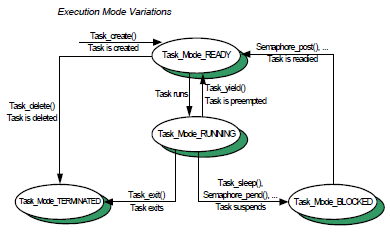 Execution Mode Variations
Task_create()
Task is created
Task_Mode_READY
Semaphore_post(), ...
Task is readied
Task_delete()
Task is deleted
Task runs
Task_yield()
Task is preempted
Task_Mode_RUNNING
Task_exit()
Task exits
Task_sleep(),
Semaphore_pend(), ...
Task suspends
Task_Mode_TERMINATED
Task_Mode_BLOCKED